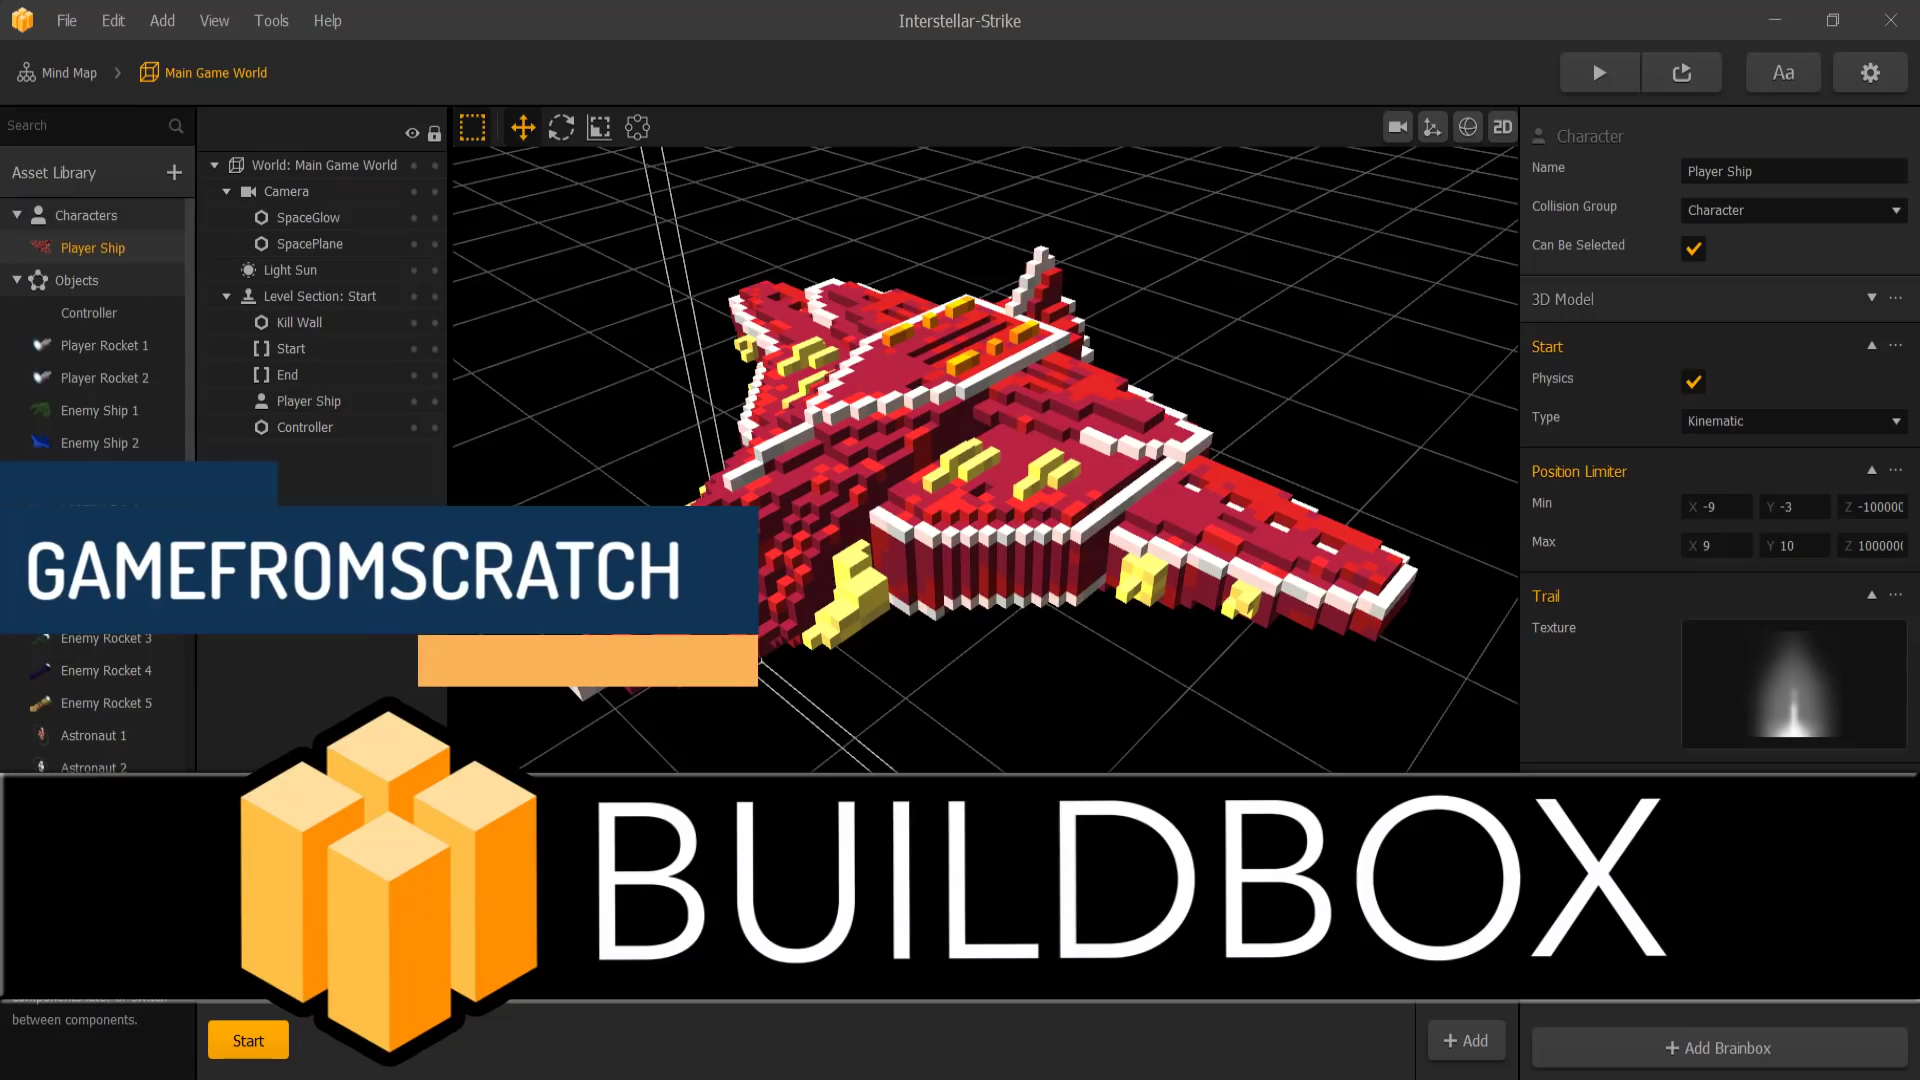 File Edit Add View Tools Help
Interstellar-Strike
Mind Map
Main Game World
Aa
Search
Asset Library
Characters
Player Ship
Objects
Controller
Player Rocket 1
Player Rocket 2
Enemy Ship 1
Enemy Ship 2
World: Main Game World
Camera
SpaceGlow
SpacePlane
Light Sun
Level Section: Start
Kill Wall
Start
End
Player Ship
Controller
2D
Character
Name
Player Ship
Collision Group
Character
Can Be Selected
3D Model
Start
Physics
Type
Kinematic
Position Limiter
Min
X -9
Y -3
Z -100000
Max
X 9
Y 10
Z 1000000
Trail
Texture
GAMEFROMSCRATCH
Enemy Rocket 3
Enemy Rocket 4
Enemy Rocket 5
Astronaut 1
Astronaut 2
BUILDBOX
between components.
Start
+ Add
+ Add Brainbox